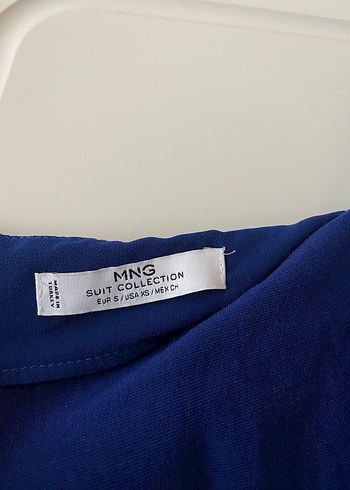 MNG
SUIT COLLECTION
EUR S / USA XS / MEX CH
MADE IN
TURKEY